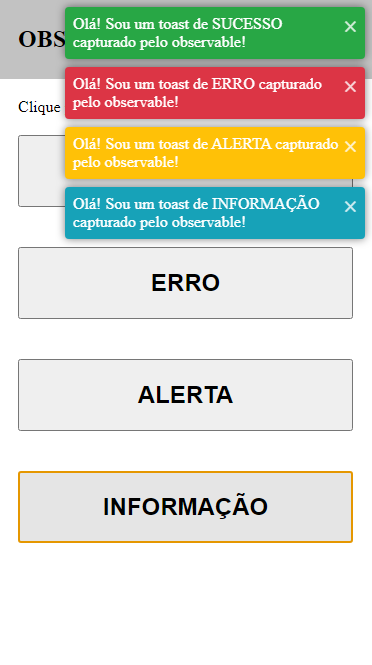 OBS
Olá! Sou um toast de SUCESSO
capturado pelo observable!
×
Olá! Sou um toast de ERRO capturado
pelo observable!
×
Clique
Olá! Sou um toast de ALERTA capturado
pelo observable!
×
Olá! Sou um toast de INFORMAÇÃO
capturado pelo observable!
×
ERRO
ALERTA
INFORMAÇÃO